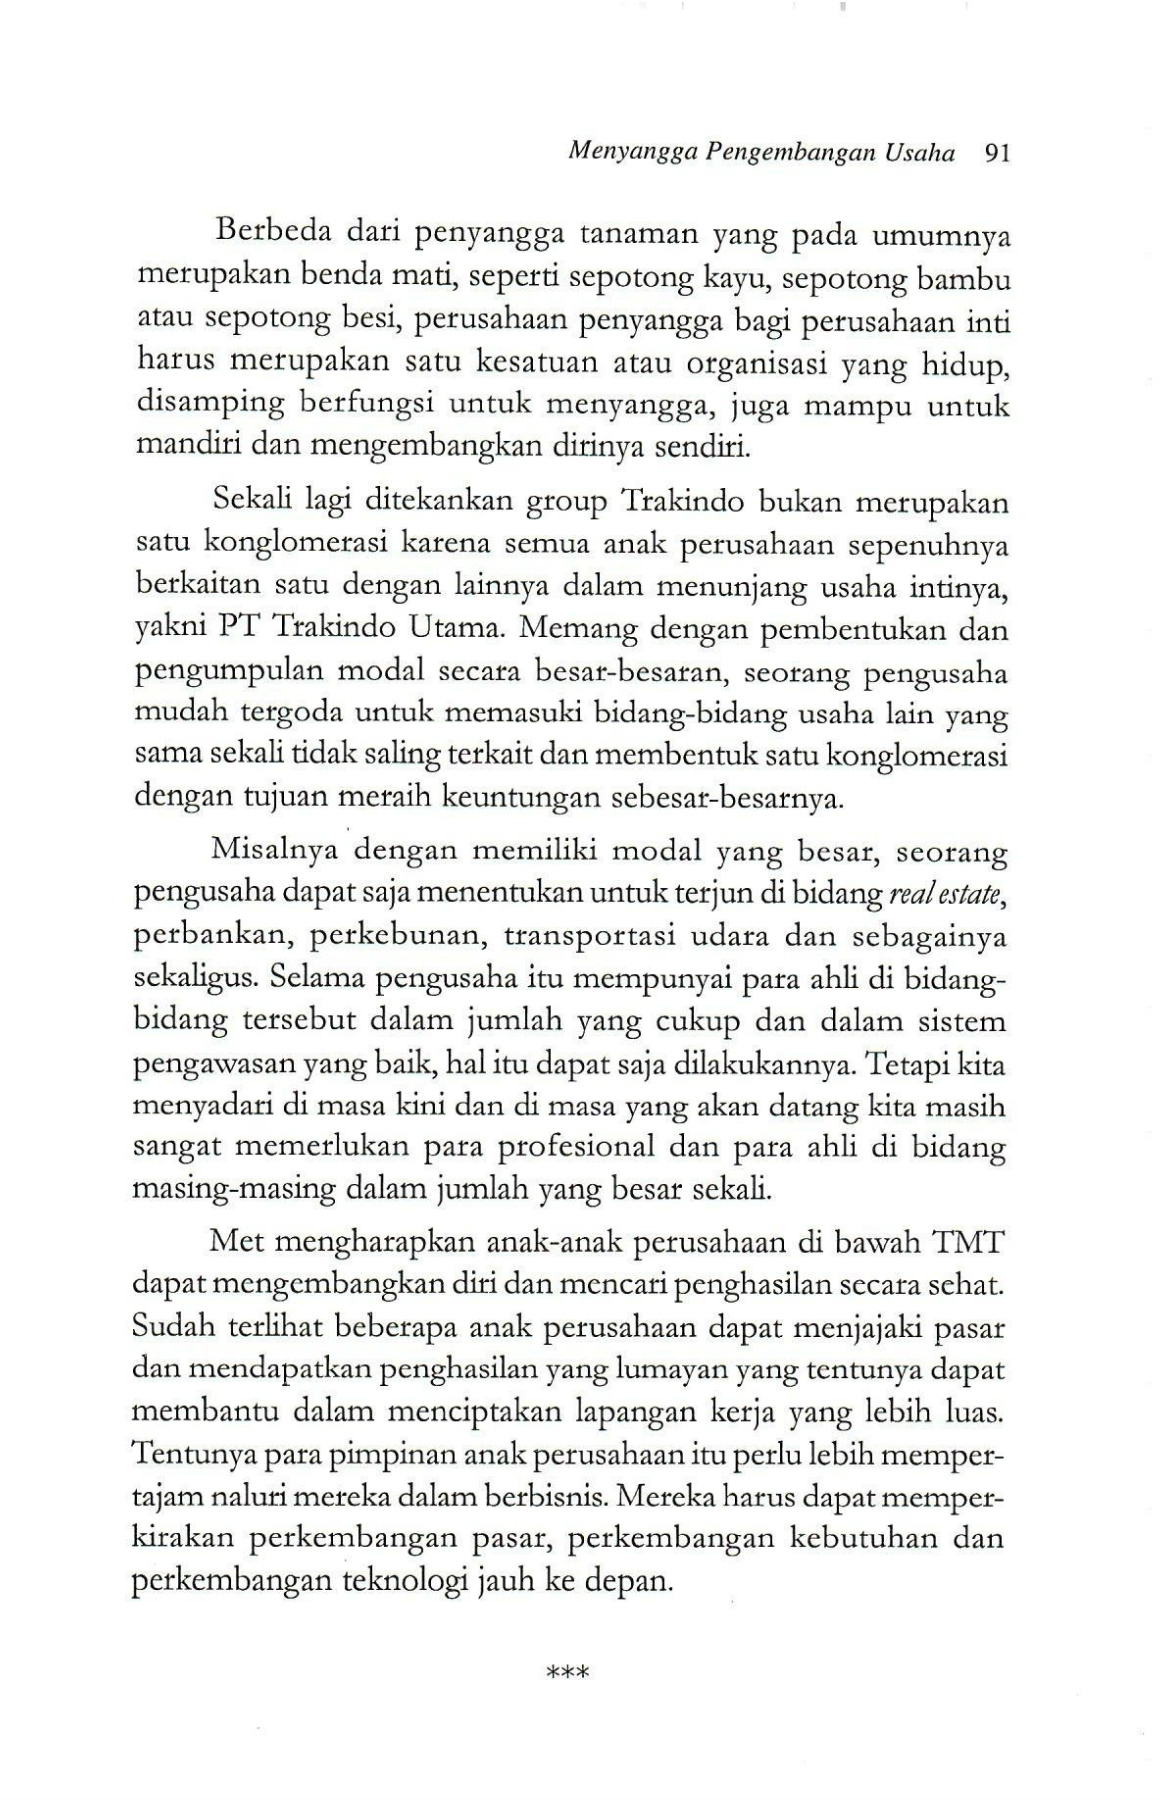 Menyangga Pengembangan Usaha 91
Berbeda dari penyangga tanaman yang pada umumnya
merupakan benda mati, seperti sepotong kayu, sepotong bambu
atau sepotong besi, perusahaan penyangga bagi perusahaan inti
harus merupakan satu kesatuan atau organisasi yang hidup,
disamping berfungsi untuk menyangga, juga mampu untuk
mandiri dan mengembangkan dirinya sendiri.
Sekali lagi ditekankan group Trakindo bukan merupakan
satu konglomerasi karena semua anak perusahaan sepenuhnya
berkaitan satu dengan lainnya dalam menunjang usaha intinya,
yakni PT Trakindo Utama. Memang dengan pembentukan dan
pengumpulan modal secara besar-besaran, seorang pengusaha
mudah tergoda untuk memasuki bidang-bidang usaha lain yang
sama sekali tidak saling terkait dan membentuk satu konglomerasi
dengan tujuan meraih keuntungan sebesar-besarnya.
Misalnya dengan memiliki modal yang besar, seorang
pengusaha dapat saja menentukan untuk terjun di bidang real estate,
perbankan, perkebunan, transportasi udara dan sebagainya
sekaligus. Selama pengusaha itu mempunyai para ahli di bidang-
bidang tersebut dalam jumlah yang cukup dan dalam sistem
pengawasan yang baik, hal itu dapat saja dilakukannya. Tetapi kita
menyadari di masa kini dan di masa yang akan datang kita masih
sangat memerlukan para profesional dan para ahli di bidang
masing-masing dalam jumlah yang besar sekali.
Met mengharapkan anak-anak perusahaan di bawah TMT
dapat mengembangkan diri dan mencari penghasilan secara sehat.
Sudah terlihat beberapa anak perusahaan dapat menjajaki pasar
dan mendapatkan penghasilan yang lumayan yang tentunya dapat
membantu dalam menciptakan lapangan kerja yang lebih luas.
Tentunya para pimpinan anak perusahaan itu perlu lebih memper-
tajam naluri mereka dalam berbisnis. Mereka harus dapat memper-
kirakan perkembangan pasar, perkembangan kebutuhan dan
perkembangan teknologi jauh ke depan.
***